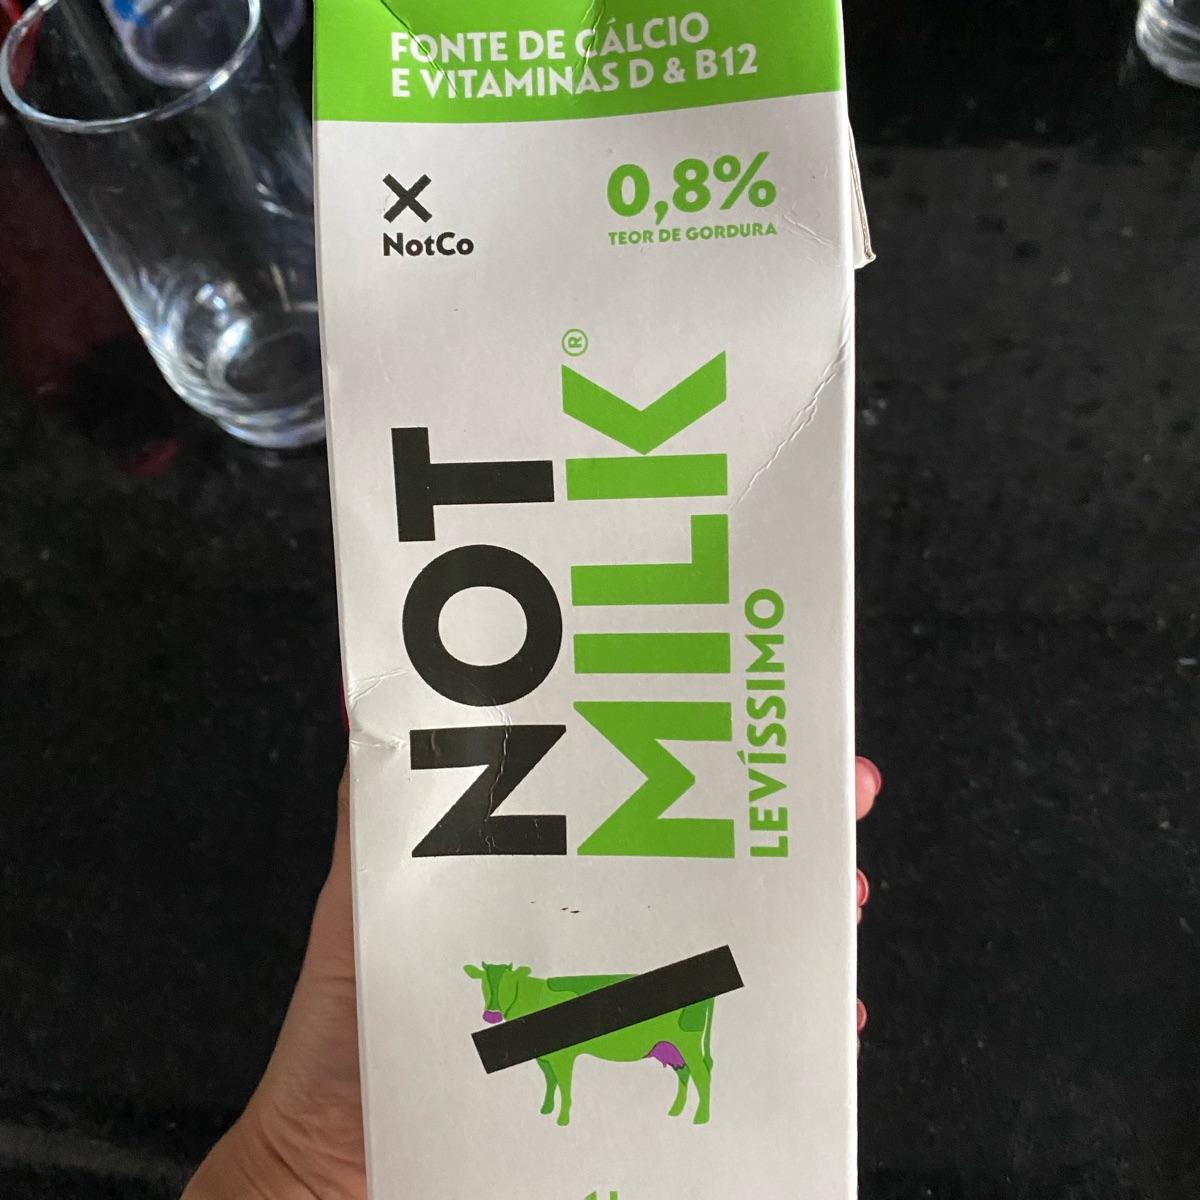 FONTE DE CÁLCIO
E VITAMINAS D & B12
NotCo
0,8%
TEOR DE GORDURA
NOT
MILK®
LEVÍSSIMO